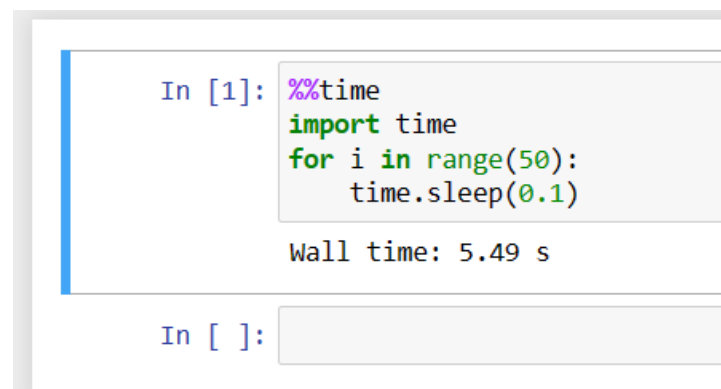 In [1]: %%time
import time
for i in range(50):
    time.sleep(0.1)
Wall time: 5.49 s
In [ ]: